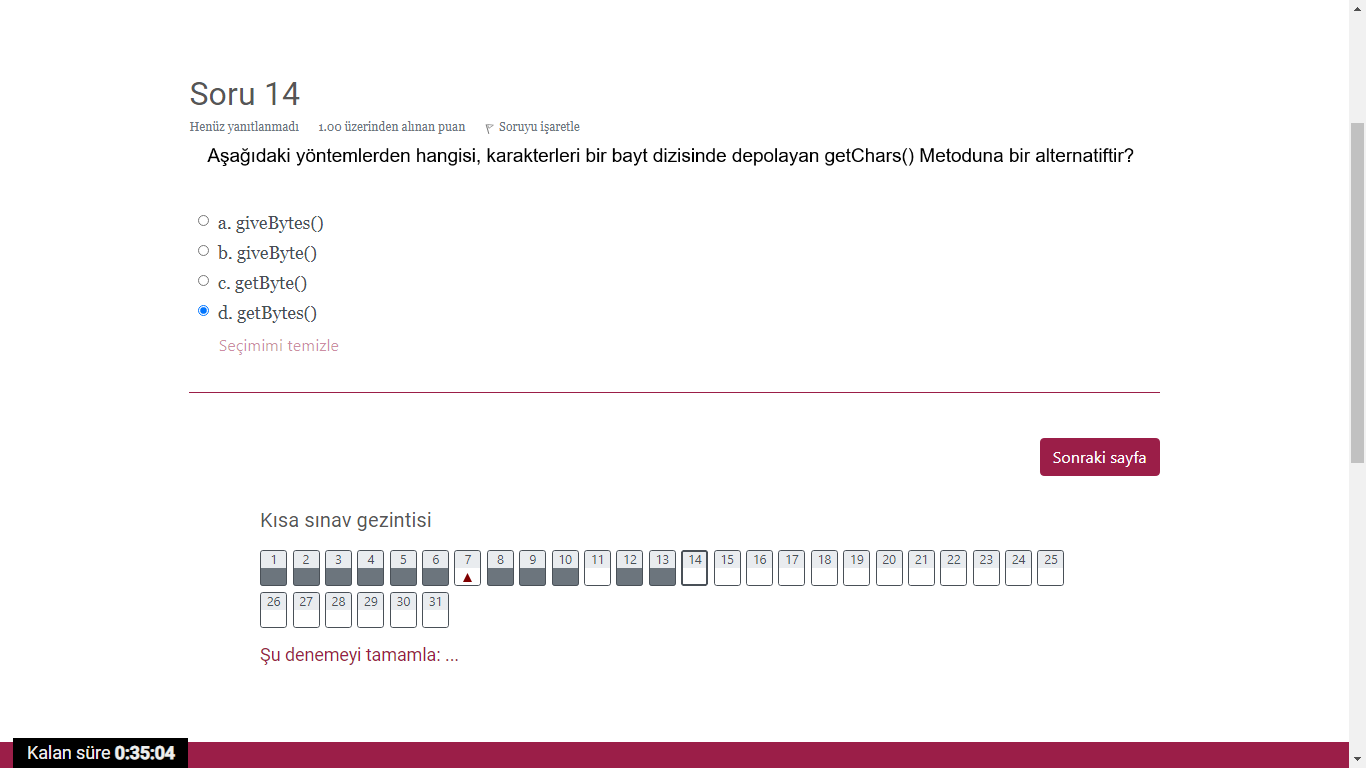 Soru 14
Henüz yanıtlanmadı 1.00 üzerinden alınan puan Soruyu işaretle
Aşağıdaki yöntemlerden hangisi, karakterleri bir bayt dizisinde depolayan getChars() Metoduna bir alternatiftir?
a. giveBytes()
b. giveByte()
c. getByte()
d. getBytes()
Seçimimi temizle
Sonraki sayfa
Kısa sınav gezintisi
1 2 3 4 5 6 7 8 9 10 11 12 13 14 15 16 17 18 19 20 21 22 23 24 25
26 27 28 29 30 31
Şu denemeyi tamamla: ...
Kalan süre 0:35:04